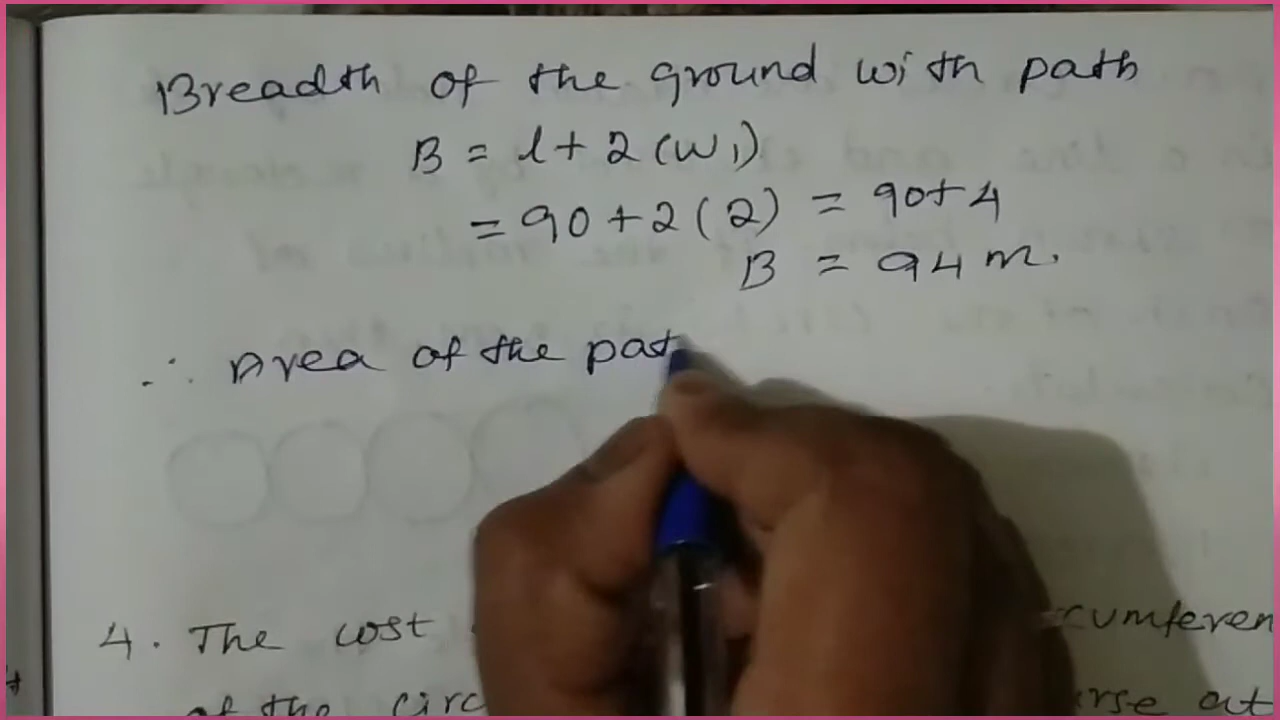 Breadth of the ground with path
B = l + 2 (W₁)
= 90 + 2 ( 2 ) = 90 + 4
B = 94 m.
∴ Area of the pat
4. The cost cumferen
of the circ rse at